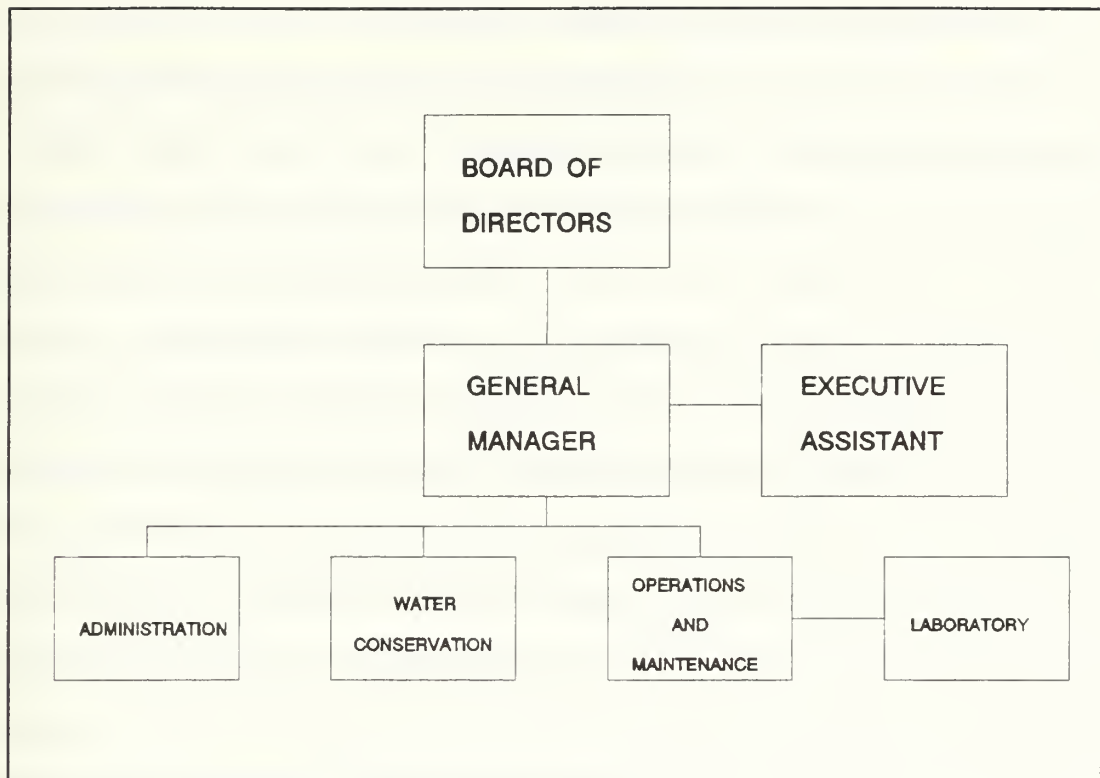 BOARD OF
DIRECTORS
GENERAL
MANAGER
EXECUTIVE
ASSISTANT
ADMINISTRATION
WATER
CONSERVATION
OPERATIONS
AND
MAINTENANCE
LABORATORY